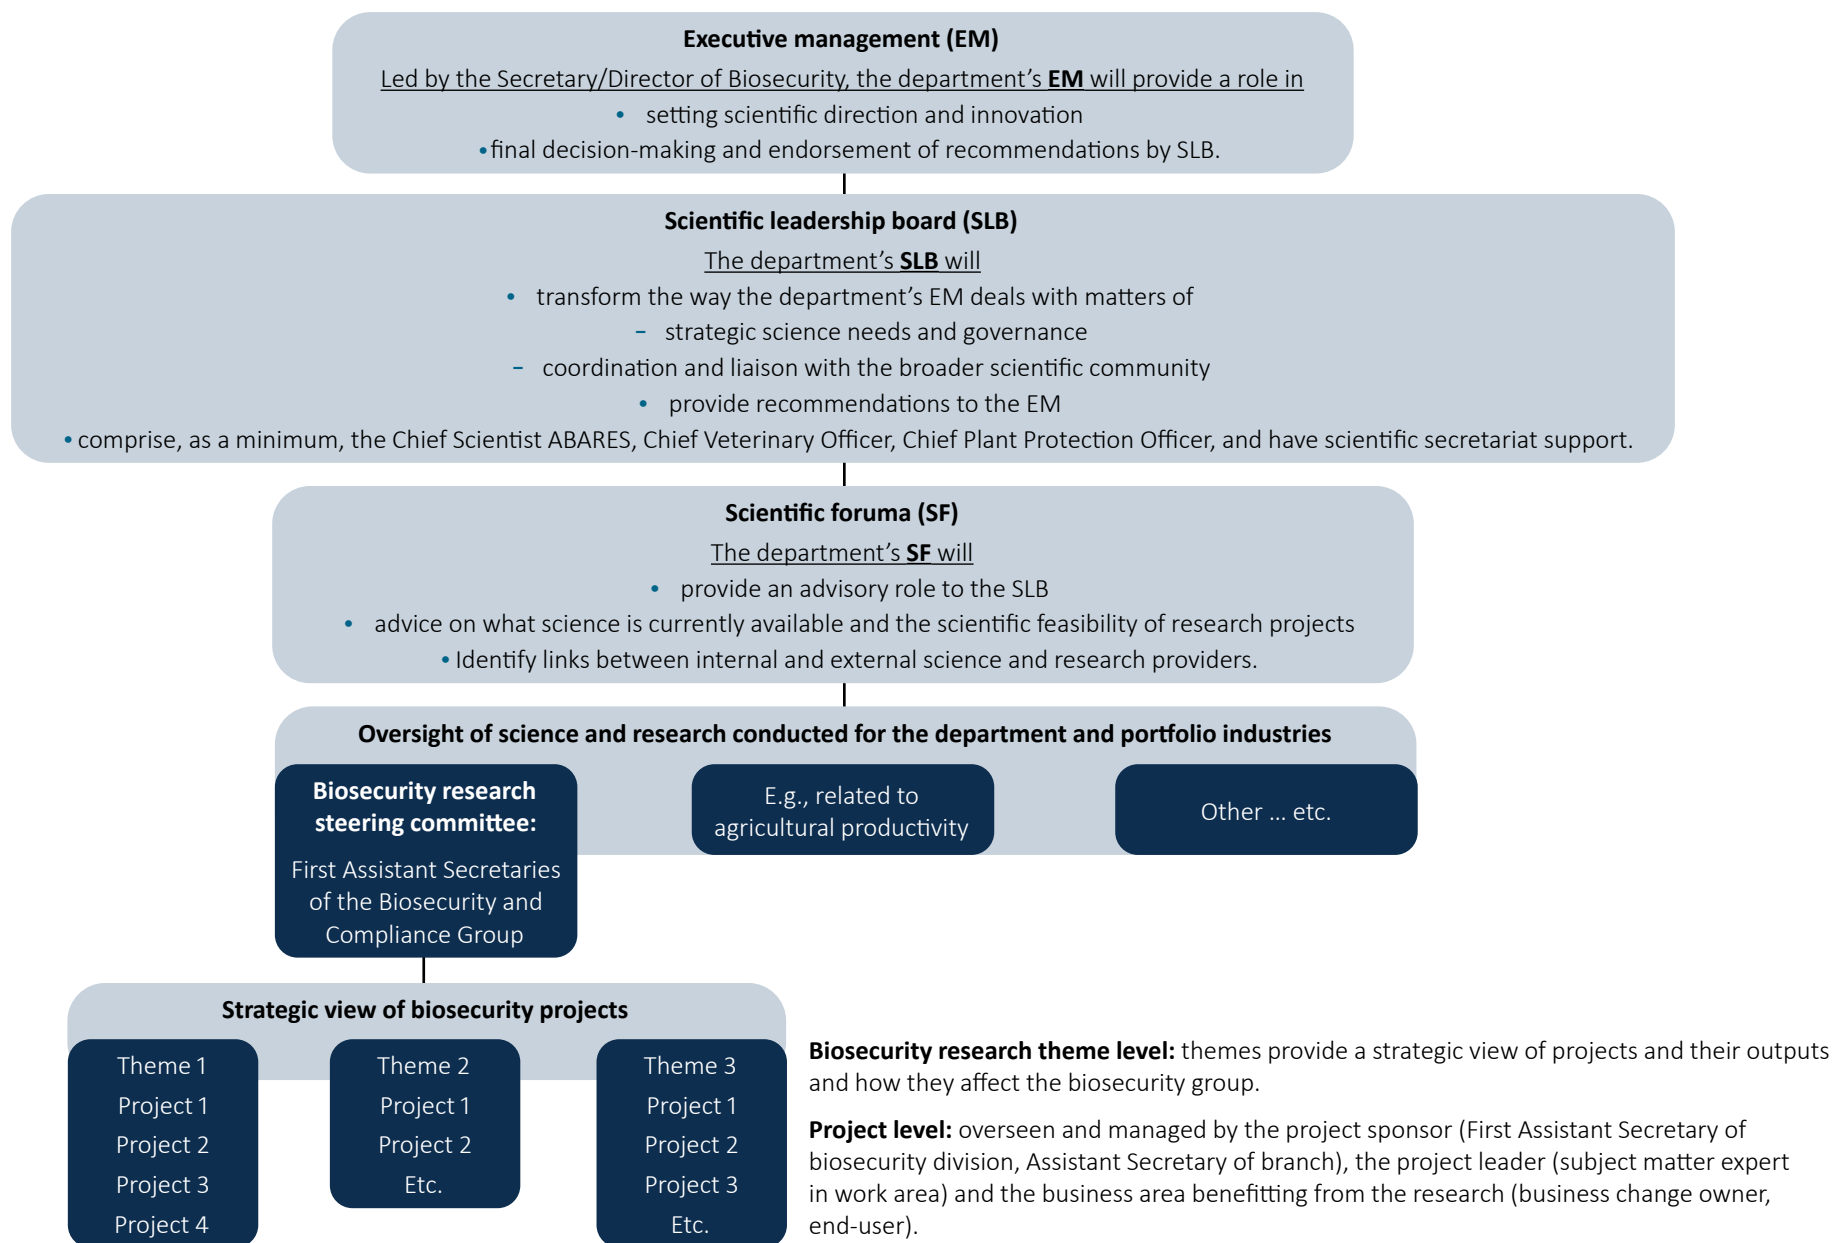 Executive management (EM)
Led by the Secretary/Director of Biosecurity, the department’s EM will provide a role in
• setting scientific direction and innovation
• final decision-making and endorsement of recommendations by SLB.
Scientific leadership board (SLB)
The department’s SLB will
• transform the way the department’s EM deals with matters of
– strategic science needs and governance
– coordination and liaison with the broader scientific community
• provide recommendations to the EM
• comprise, as a minimum, the Chief Scientist ABARES, Chief Veterinary Officer, Chief Plant Protection Officer, and have scientific secretariat support.
Scientific foruma (SF)
The department’s SF will
• provide an advisory role to the SLB
• advice on what science is currently available and the scientific feasibility of research projects
• Identify links between internal and external science and research providers.
Oversight of science and research conducted for the department and portfolio industries
Biosecurity research
steering committee:
First Assistant Secretaries
of the Biosecurity and
Compliance Group
E.g., related to
agricultural productivity
Other ... etc.
Strategic view of biosecurity projects
Theme 1
Project 1
Project 2
Project 3
Project 4
Theme 2
Project 1
Project 2
Etc.
Theme 3
Project 1
Project 2
Project 3
Etc.
Biosecurity research theme level: themes provide a strategic view of projects and their outputs
and how they affect the biosecurity group.
Project level: overseen and managed by the project sponsor (First Assistant Secretary of
biosecurity division, Assistant Secretary of branch), the project leader (subject matter expert
in work area) and the business area benefitting from the research (business change owner,
end-user).